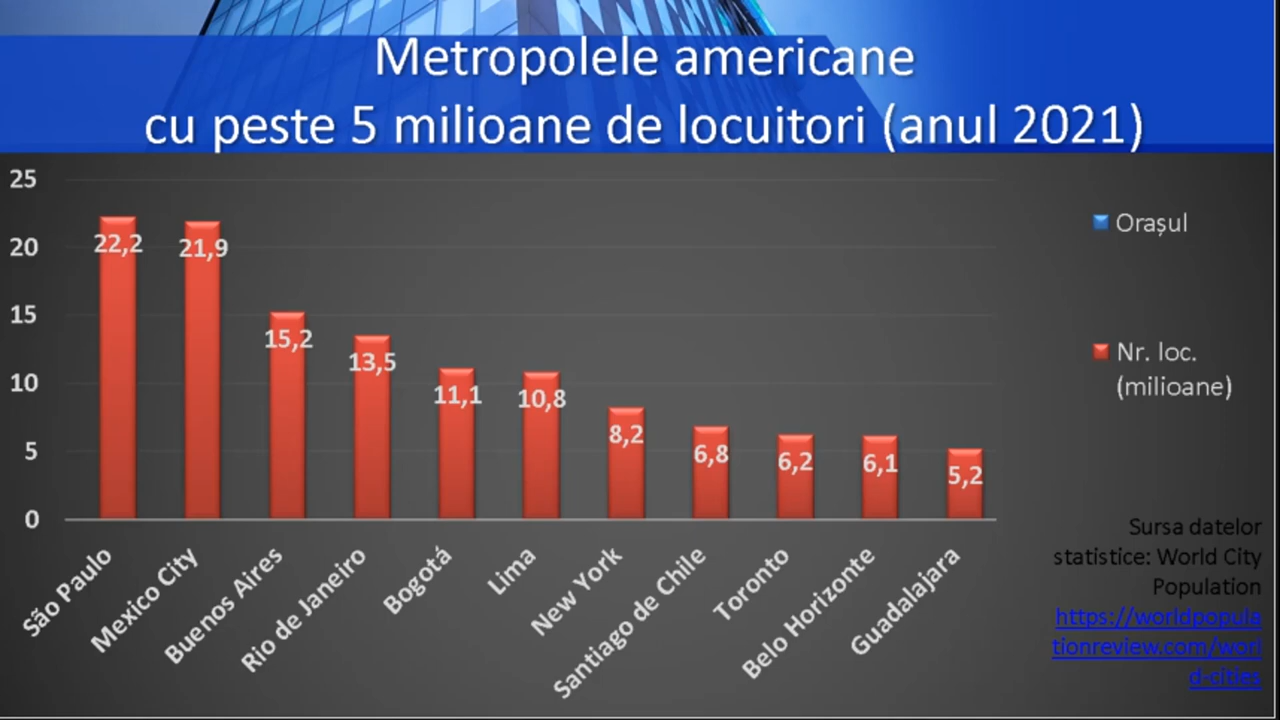 Metropolele americane
cu peste 5 milioane de locuitori (anul 2021)
25
20
15
10
5
0
22,2
21,9
15,2
13,5
11,1
10,8
8,2
6,8
6,2
6,1
5,2
São Paulo
Mexico City
Buenos Aires
Rio de Janeiro
Bogotá
Lima
New York
Santiago de Chile
Toronto
Belo Horizonte
Guadalajara
Orașul
Nr. loc.
(milioane)
Sursa datelor
statistice: World City
Population
https://worldpopula
tionreview.com/worl
d-cities